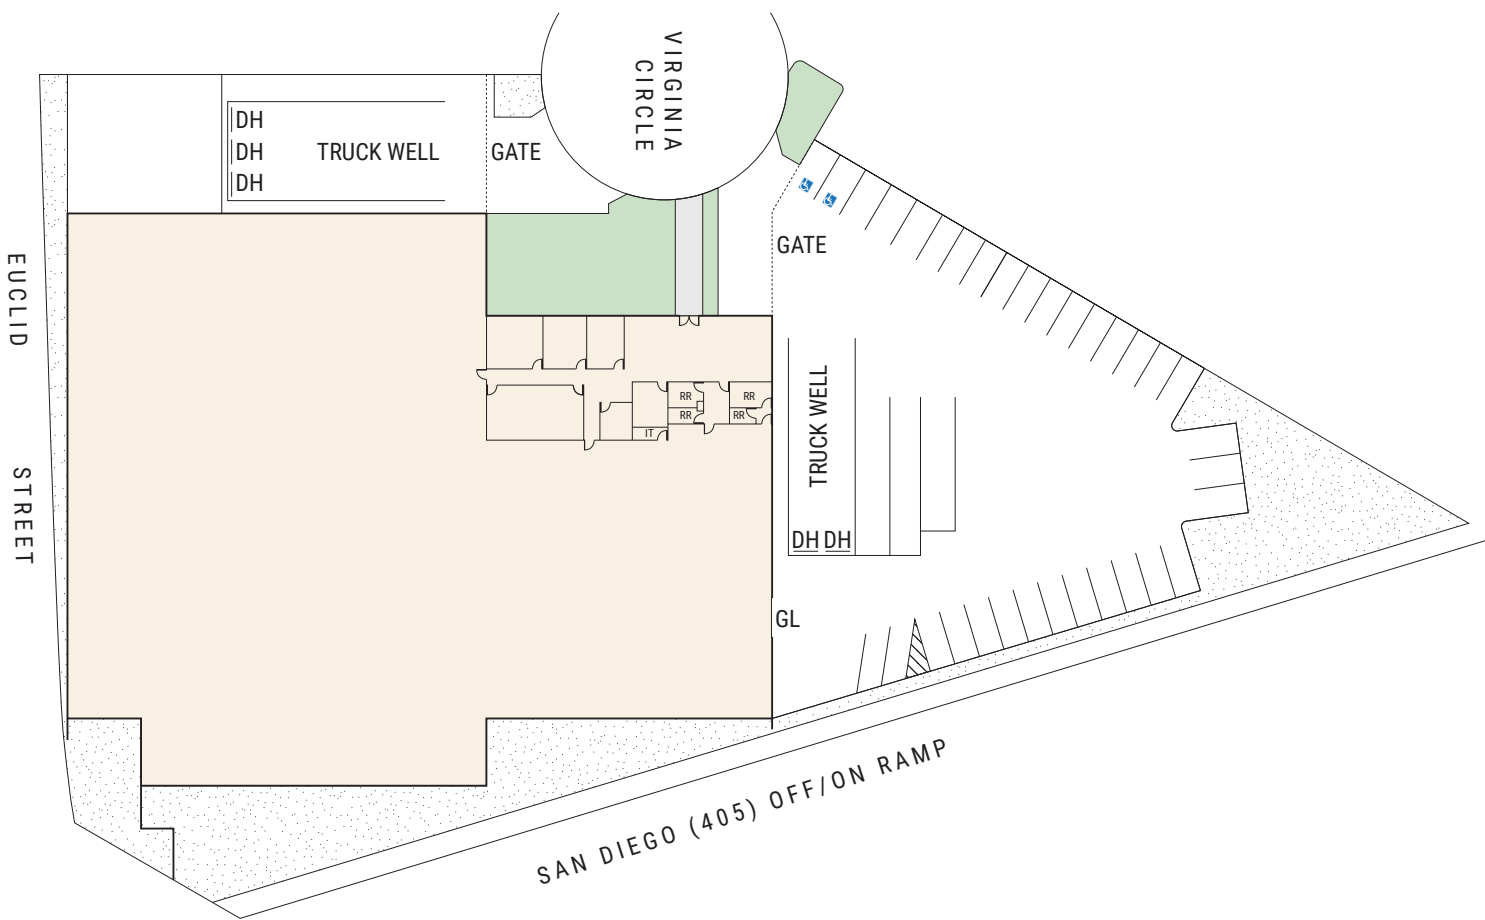 VIRGINIA
CIRCLE
DH
DH
DH
TRUCK WELL
GATE
GATE
EUCLID
STREET
TRUCK WELL
DH DH
RR
RR
RR
RR
IT
GL
SAN DIEGO (405) OFF/ON RAMP